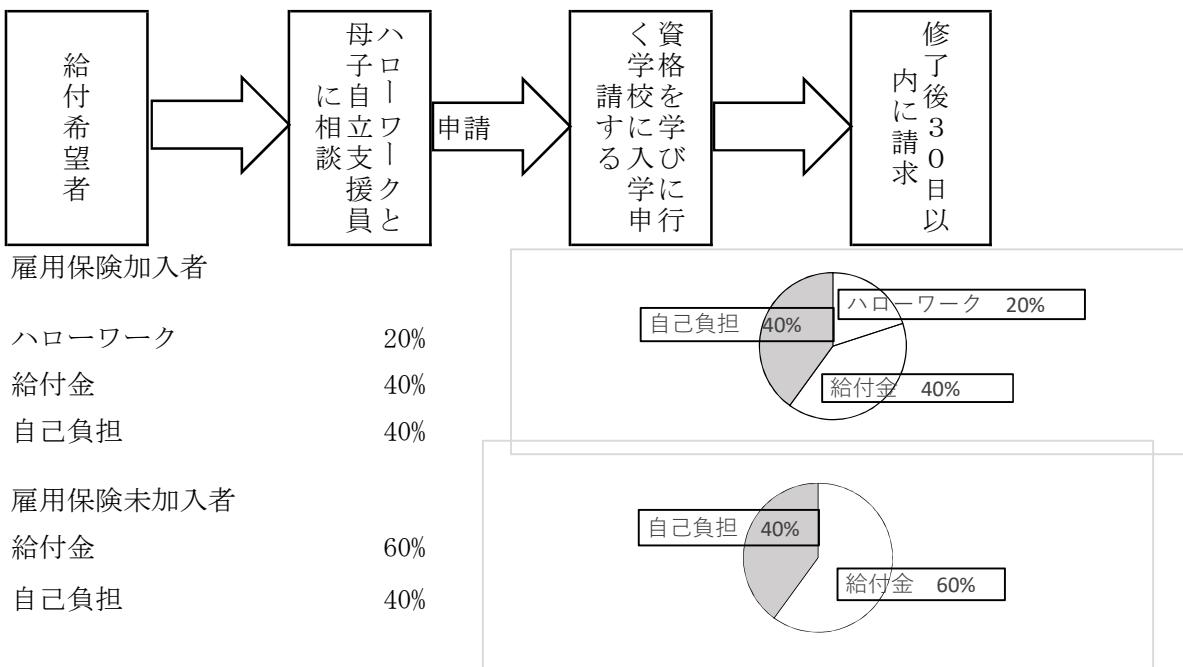 給付希望者
ハローワークと
母子自立支援員
に相談
申請
資格を学びに行
く学校に入学申
請する
修了後３０日以
内に請求
雇用保険加入者
ハローワーク 20%
給付金 40%
自己負担 40%
自己負担 40%
ハローワーク 20%
給付金 40%
雇用保険未加入者
給付金 60%
自己負担 40%
自己負担 40%
給付金 60%